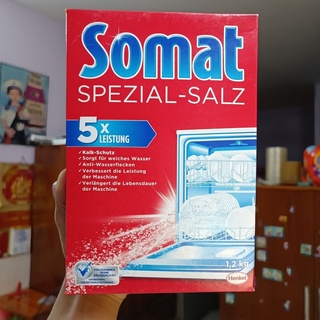 Somat
SPEZIAL-SALZ
5X
LEISTUNG
✓Kalk-Schutz
✓Sorgt für weiches Wasser
✓Anti-Wasserflecken
✓Verbessert die Leistung
der Maschine
✓Verlängert die Lebensdauer
der Maschine
1,2 kg
Henkel